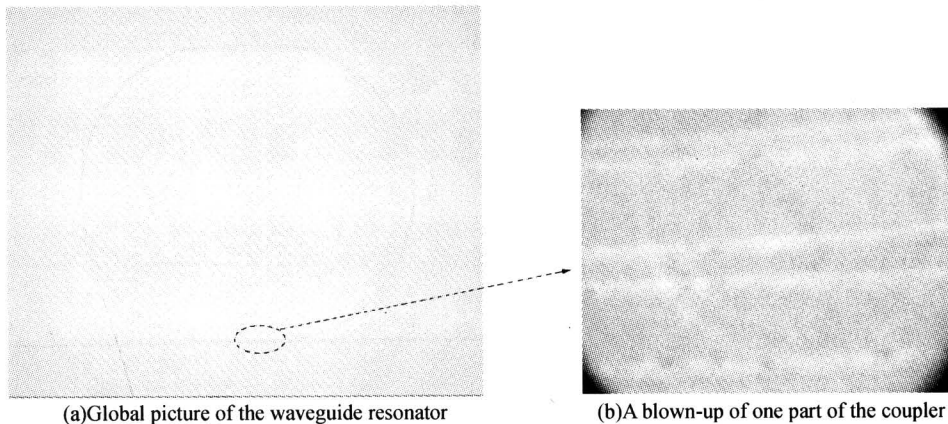 (a)Global picture of the waveguide resonator
(b)A blown-up of one part of the coupler